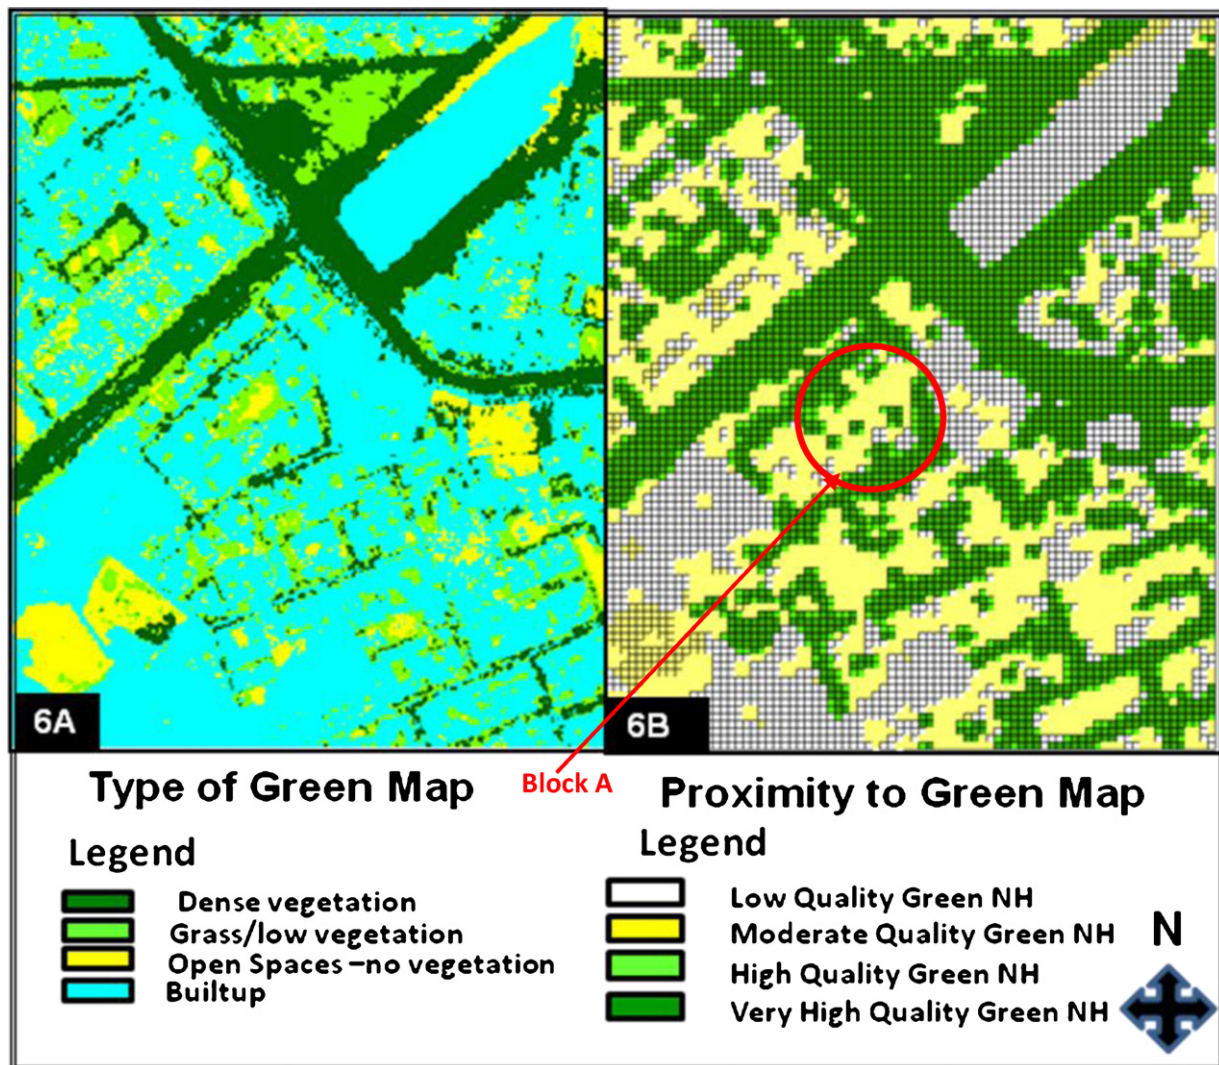 6A
6B
Type of Green Map
Block A
Proximity to Green Map
Legend
Dense vegetation
Grass/low vegetation
Open Spaces –no vegetation
Builtup
Legend
Low Quality Green NH
Moderate Quality Green NH
High Quality Green NH
Very High Quality Green NH
N